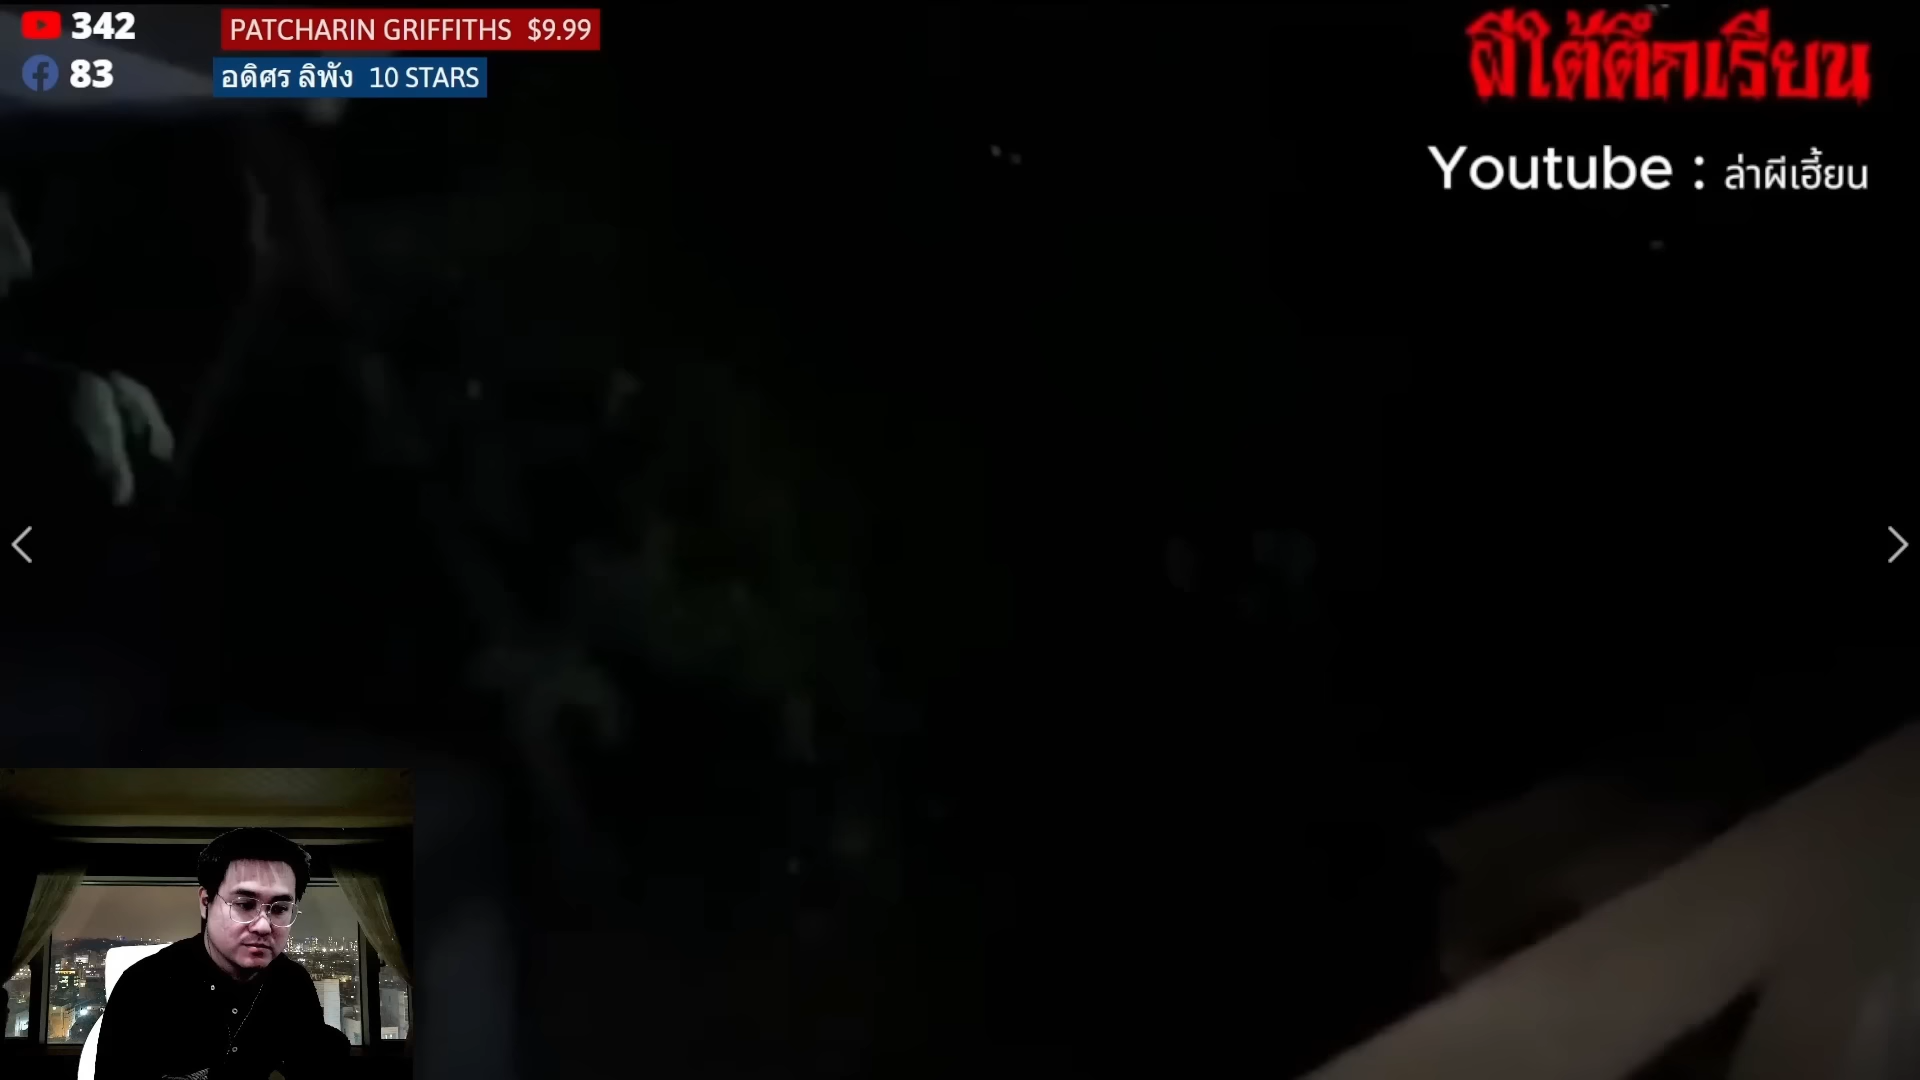 342
PATCHARIN GRIFFITHS $9.99
83
อดิศร ลิพัง 10 STARS
ผีใต้ตึกเรียน
Youtube : ล่าผีเฮี้ยน